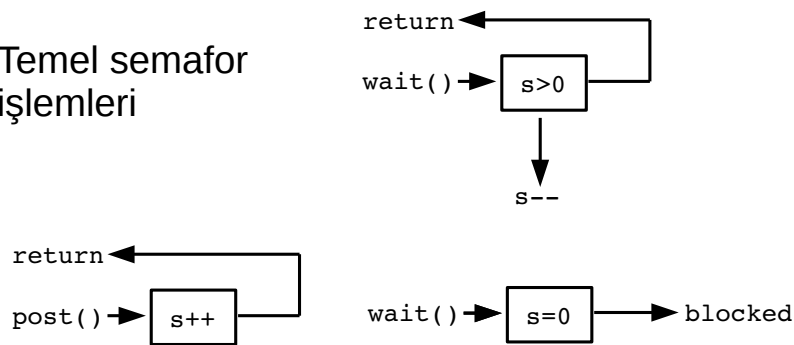 Temel semafor
işlemleri
return
wait() s>0
s--
return
post() s++
wait() s=0 blocked